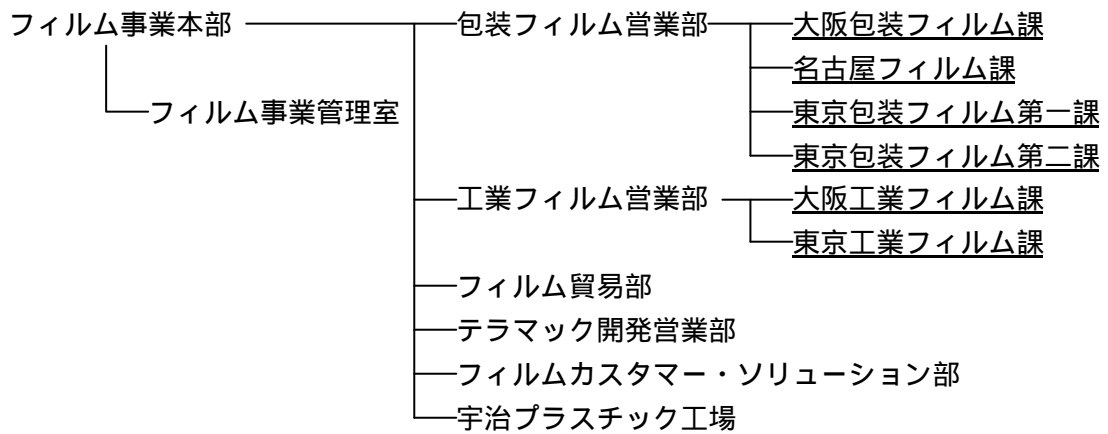 フィルム事業本部 包装フィルム営業部 大阪包装フィルム課
名古屋フィルム課
フィルム事業管理室 東京包装フィルム第一課
東京包装フィルム第二課
工業フィルム営業部 大阪工業フィルム課
東京工業フィルム課
フィルム貿易部
テラマック開発営業部
フィルムカスタマー・ソリューション部
宇治プラスチック工場